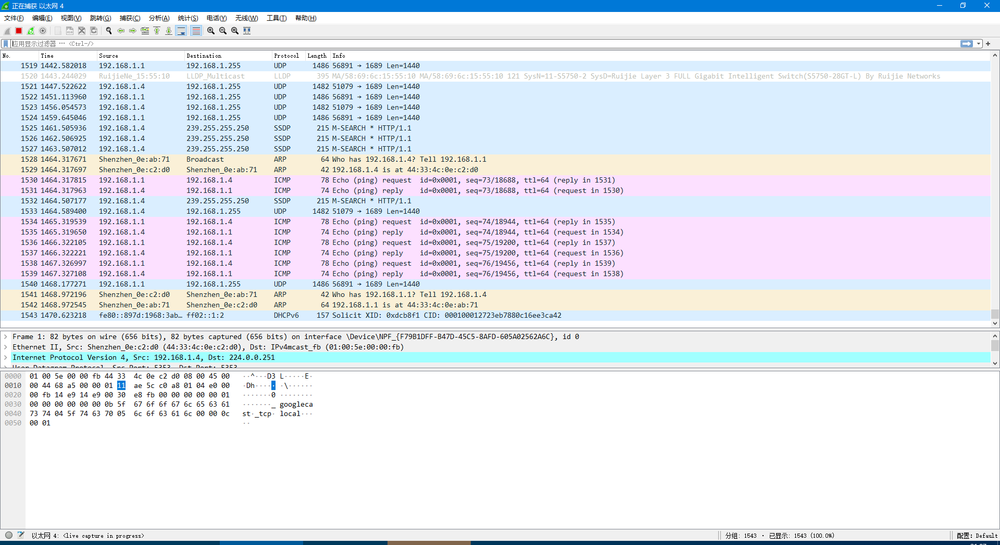 正在捕获 以太网 4
文件(F) 编辑(E) 视图(V) 跳转(G) 捕获(C) 分析(A) 统计(S) 电话(Y) 无线(W) 工具(T) 帮助(H)
应用显示过滤器 … <Ctrl-/>
No. Time Source Destination Protocol Length Info
1519 1442.582018 192.168.1.1 192.168.1.255 UDP 1486 56891 → 1689 Len=1440
1520 1443.244029 RuijieNe_15:55:10 LLDP_Multicast LLDP 395 MA/58:69:6c:15:55:10 MA/58:69:6c:15:55:10 121 SysN=11-S5750-2 SysD=Ruijie Layer 3 FULL Gigabit Intelligent Switch(S5750-28GT-L) By Ruijie Networks
1521 1447.522622 192.168.1.4 192.168.1.255 UDP 1482 51079 → 1689 Len=1440
1522 1451.113960 192.168.1.1 192.168.1.255 UDP 1486 56891 → 1689 Len=1440
1523 1456.054573 192.168.1.4 192.168.1.255 UDP 1482 51079 → 1689 Len=1440
1524 1459.645046 192.168.1.1 192.168.1.255 UDP 1486 56891 → 1689 Len=1440
1525 1461.505936 192.168.1.4 239.255.255.250 SSDP 215 M-SEARCH * HTTP/1.1
1526 1462.506925 192.168.1.4 239.255.255.250 SSDP 215 M-SEARCH * HTTP/1.1
1527 1463.507012 192.168.1.4 239.255.255.250 SSDP 215 M-SEARCH * HTTP/1.1
1528 1464.317671 Shenzhen_0e:ab:71 Broadcast ARP 64 Who has 192.168.1.4? Tell 192.168.1.1
1529 1464.317697 Shenzhen_0e:c2:d0 Shenzhen_0e:ab:71 ARP 42 192.168.1.4 is at 44:33:4c:0e:c2:d0
1530 1464.317815 192.168.1.1 192.168.1.4 ICMP 78 Echo (ping) request id=0x0001, seq=73/18688, ttl=64 (reply in 1531)
1531 1464.317963 192.168.1.4 192.168.1.1 ICMP 74 Echo (ping) reply id=0x0001, seq=73/18688, ttl=64 (request in 1530)
1532 1464.507177 192.168.1.4 239.255.255.250 SSDP 215 M-SEARCH * HTTP/1.1
1533 1464.589400 192.168.1.4 192.168.1.255 UDP 1482 51079 → 1689 Len=1440
1534 1465.319539 192.168.1.1 192.168.1.4 ICMP 78 Echo (ping) request id=0x0001, seq=74/18944, ttl=64 (reply in 1535)
1535 1465.319650 192.168.1.4 192.168.1.1 ICMP 74 Echo (ping) reply id=0x0001, seq=74/18944, ttl=64 (request in 1534)
1536 1466.322105 192.168.1.1 192.168.1.4 ICMP 78 Echo (ping) request id=0x0001, seq=75/19200, ttl=64 (reply in 1537)
1537 1466.322221 192.168.1.4 192.168.1.1 ICMP 74 Echo (ping) reply id=0x0001, seq=75/19200, ttl=64 (request in 1536)
1538 1467.326997 192.168.1.1 192.168.1.4 ICMP 78 Echo (ping) request id=0x0001, seq=76/19456, ttl=64 (reply in 1539)
1539 1467.327108 192.168.1.4 192.168.1.1 ICMP 74 Echo (ping) reply id=0x0001, seq=76/19456, ttl=64 (request in 1538)
1540 1468.177271 192.168.1.1 192.168.1.255 UDP 1486 56891 → 1689 Len=1440
1541 1468.972196 Shenzhen_0e:c2:d0 Shenzhen_0e:ab:71 ARP 42 Who has 192.168.1.1? Tell 192.168.1.4
1542 1468.972545 Shenzhen_0e:ab:71 Shenzhen_0e:c2:d0 ARP 64 192.168.1.1 is at 44:33:4c:0e:ab:71
1543 1470.623218 fe80::897d:1968:3ab… ff02::1:2 DHCPv6 157 Solicit XID: 0xdcb8f1 CID: 000100012723eb7880c16ee3ca42
Frame 1: 82 bytes on wire (656 bits), 82 bytes captured (656 bits) on interface \Device\NPF_{F79B1DFF-B47D-45C5-8AFD-605A02562A6C}, id 0
Ethernet II, Src: Shenzhen_0e:c2:d0 (44:33:4c:0e:c2:d0), Dst: IPv4mcast_fb (01:00:5e:00:00:fb)
Internet Protocol Version 4, Src: 192.168.1.4, Dst: 224.0.0.251
User Datagram Protocol, Src Port: 5353, Dst Port: 5353
0000 01 00 5e 00 00 fb 44 33 4c 0e c2 d0 08 00 45 00 ··^···D3 L·····E·
0010 00 44 68 a5 00 00 01 11 ae 5c c0 a8 01 04 e0 00 ·Dh····· ·\······
0020 00 fb 14 e9 14 e9 00 30 e8 fb 00 00 00 00 00 01 ·······0 ········
0030 00 00 00 00 00 00 0b 5f 67 6f 6f 67 6c 65 63 61 ·······_ googleca
0040 73 74 04 5f 74 63 70 05 6c 6f 63 61 6c 00 00 0c st·_tcp· local···
0050 00 01 ··
以太网 4: <live capture in progress> 分组: 1543 · 已显示: 1543 (100.0%) 配置: Default